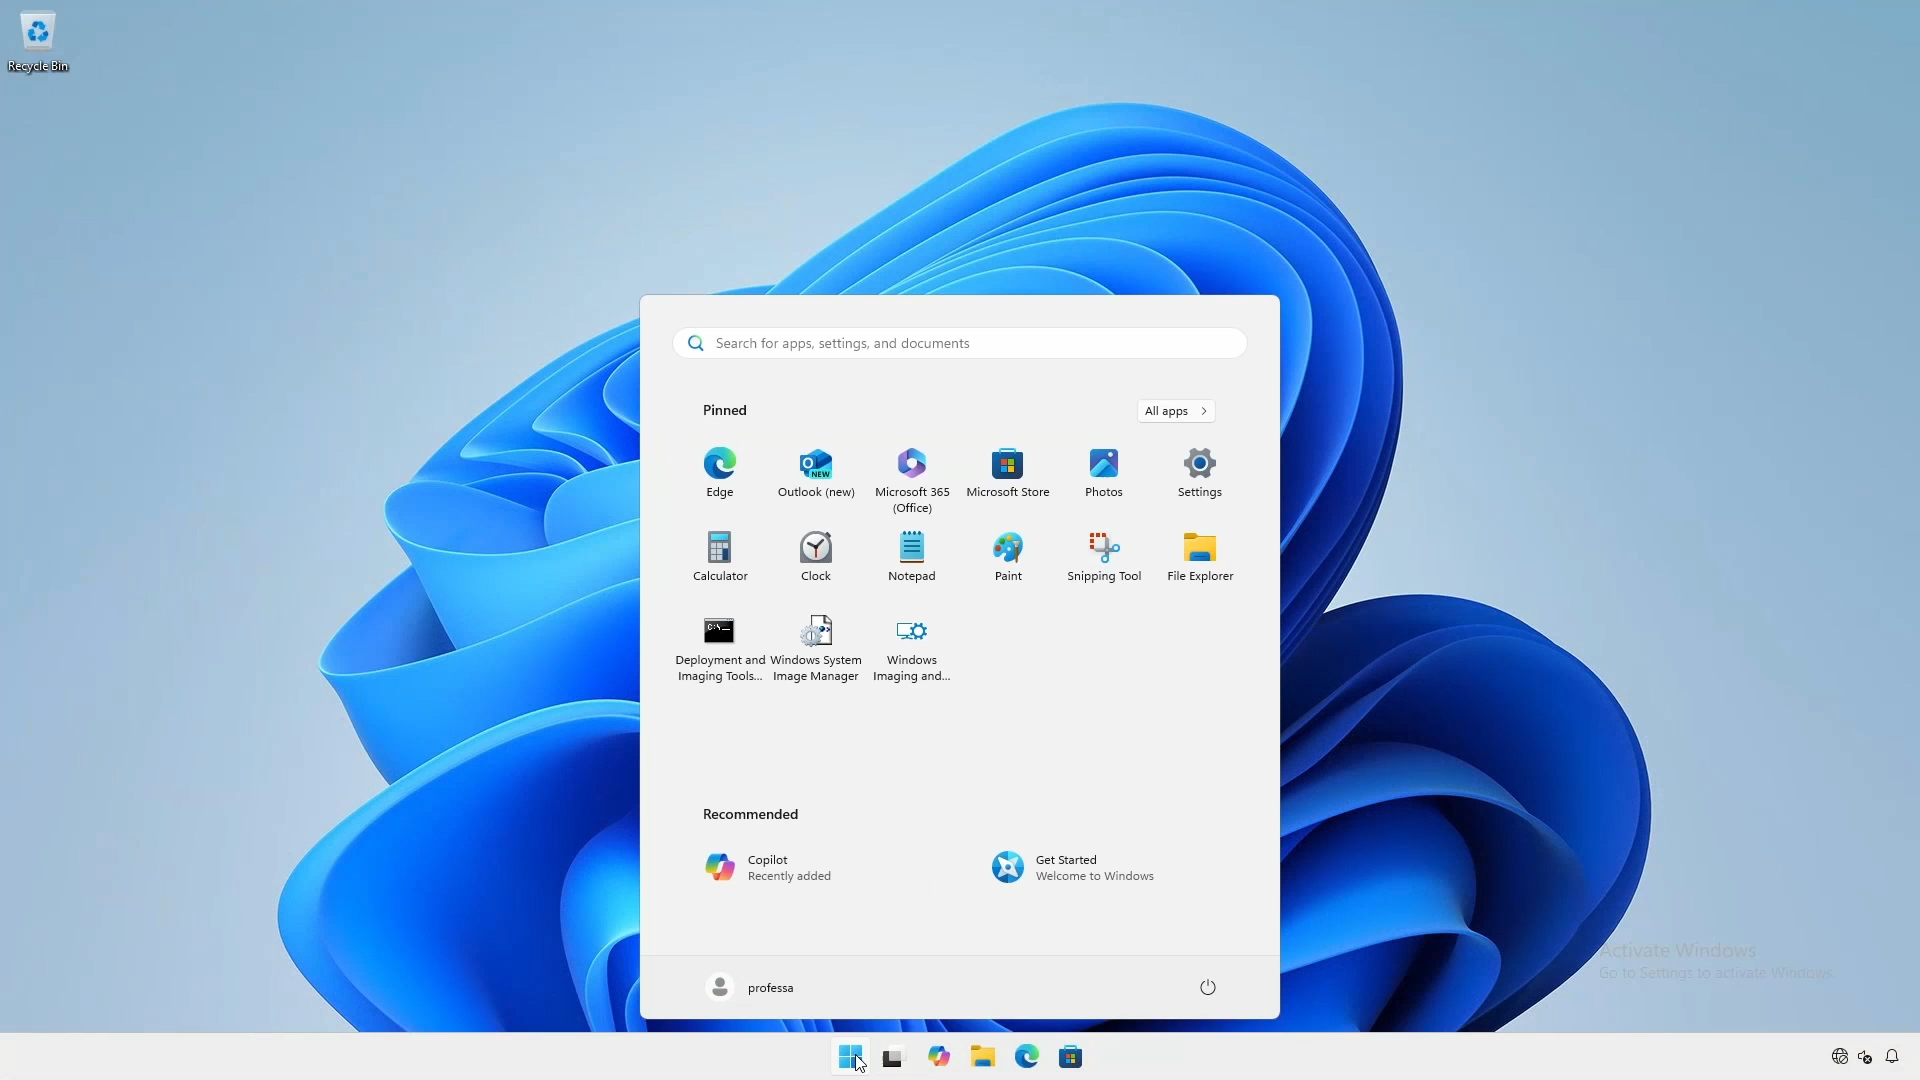 Recycle Bin
Search for apps, settings, and documents
Pinned
All apps
Edge
Outlook (new)
Microsoft 365
(Office)
Microsoft Store
Photos
Settings
NEW
Calculator
Clock
Notepad
Paint
Snipping Tool
File Explorer
C:\
Deployment and
Imaging Tools...
Windows System
Image Manager
Windows
Imaging and...
Recommended
Copilot
Recently added
Get Started
Welcome to Windows
professa
Activate Windows
Go to Settings to activate Windows.